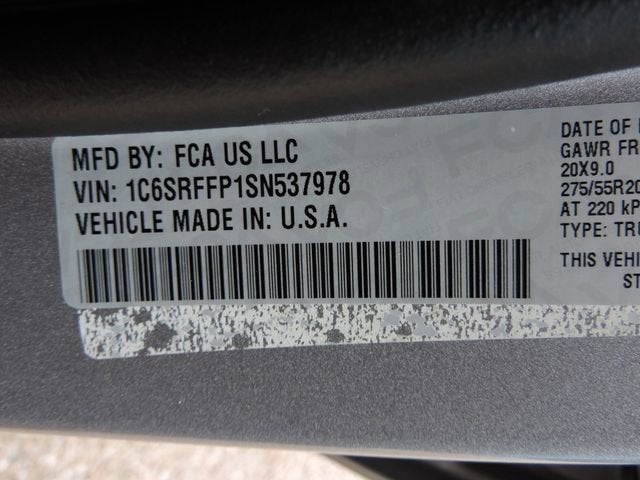 MFD BY: FCA US LLC
VIN: 1C6SRFFP1SN537978
VEHICLE MADE IN: U.S.A.
DATE OF
GAWR FR
20X9.0
275/55R20
AT 220 kP
TYPE: TRU
THIS VEHI
ST